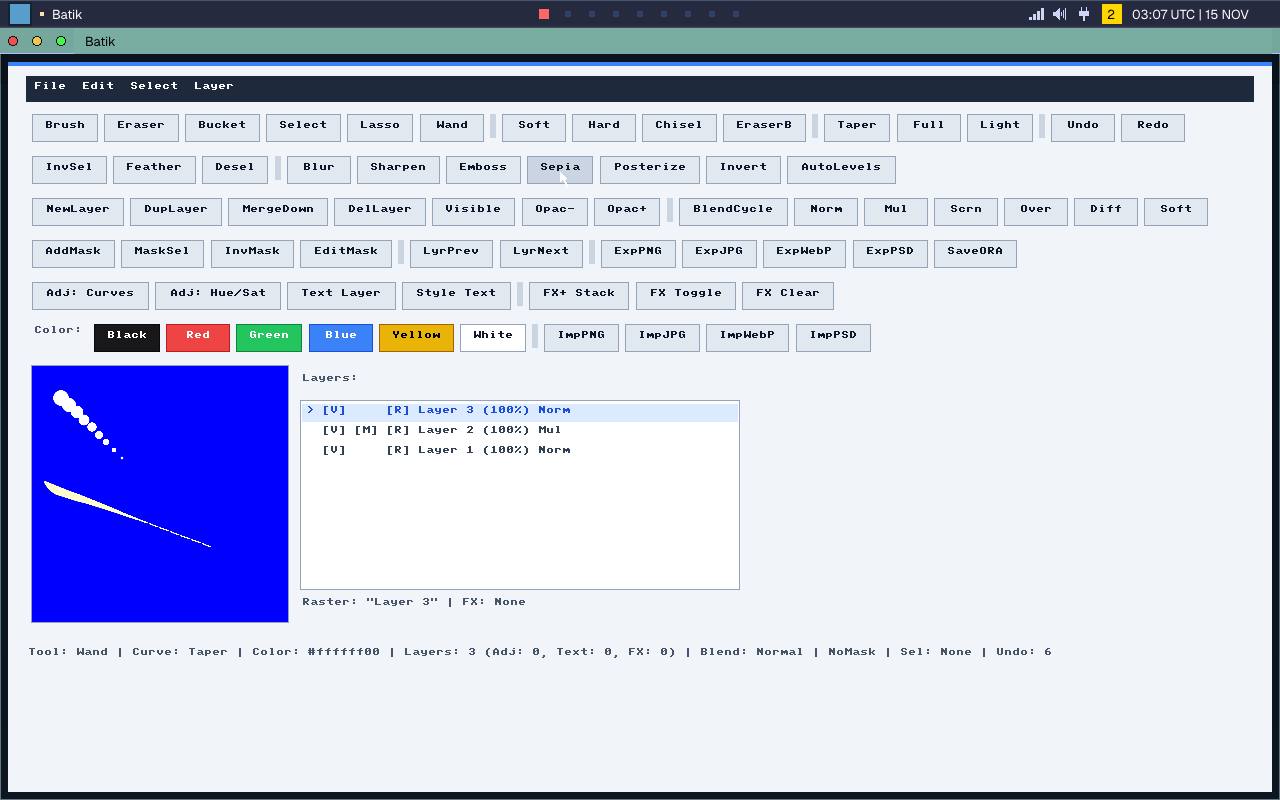 Batik
2
03:07 UTC | 15 NOV
Batik
File Edit Select Layer
Brush Eraser Bucket Select Lasso Wand Soft Hard Chisel EraserB Taper Full Light Undo Redo
InvSel Feather Desel Blur Sharpen Emboss Sepia Posterize Invert AutoLevels
NewLayer DupLayer MergeDown DelLayer Visible Opac- Opac+ BlendCycle Norm Mul Scrn Over Diff Soft
AddMask MaskSel InvMask EditMask LyrPrev LyrNext ExpPNG ExpJPG ExpWebP ExpPSD SaveORA
Adj: Curves Adj: Hue/Sat Text Layer Style Text FX+ Stack FX Toggle FX Clear
Color: Black Red Green Blue Yellow White ImpPNG ImpJPG ImpWebP ImpPSD
Layers:
> [V] [R] Layer 3 (100%) Norm
[V] [M] [R] Layer 2 (100%) Mul
[V] [R] Layer 1 (100%) Norm
Raster: "Layer 3" | FX: None
Tool: Wand | Curve: Taper | Color: #ffffff00 | Layers: 3 (Adj: 0, Text: 0, FX: 0) | Blend: Normal | NoMask | Sel: None | Undo: 6